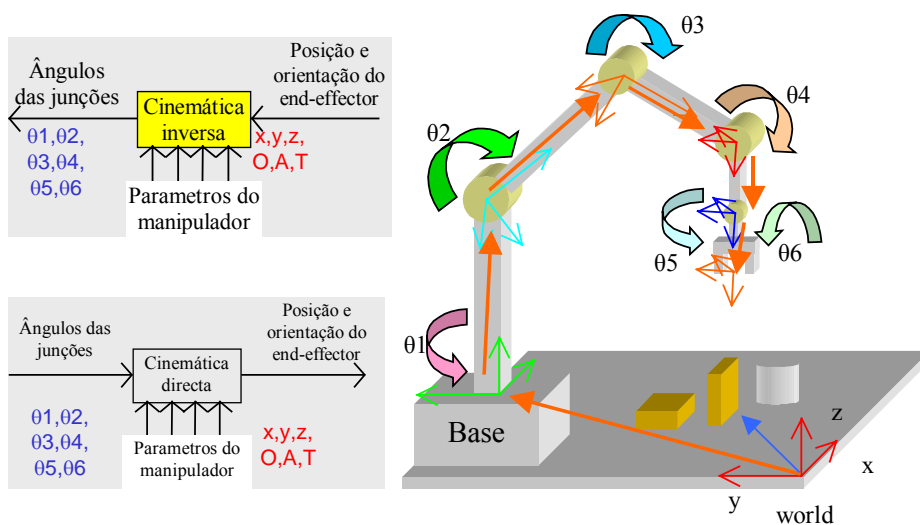 Ângulos
das junções
Cinemática
inversa
Posição e
orientação do
end-effector
θ1,θ2,
θ3,θ4,
θ5,θ6
x,y,z,
O,A,T
Parametros do
manipulador
Ângulos das
junções
Cinemática
directa
Posição e
orientação do
end-effector
θ1,θ2,
θ3,θ4,
θ5,θ6
x,y,z,
O,A,T
Parametros do
manipulador
θ3
θ4
θ2
θ5
θ6
θ1
Base
z
x
y
world